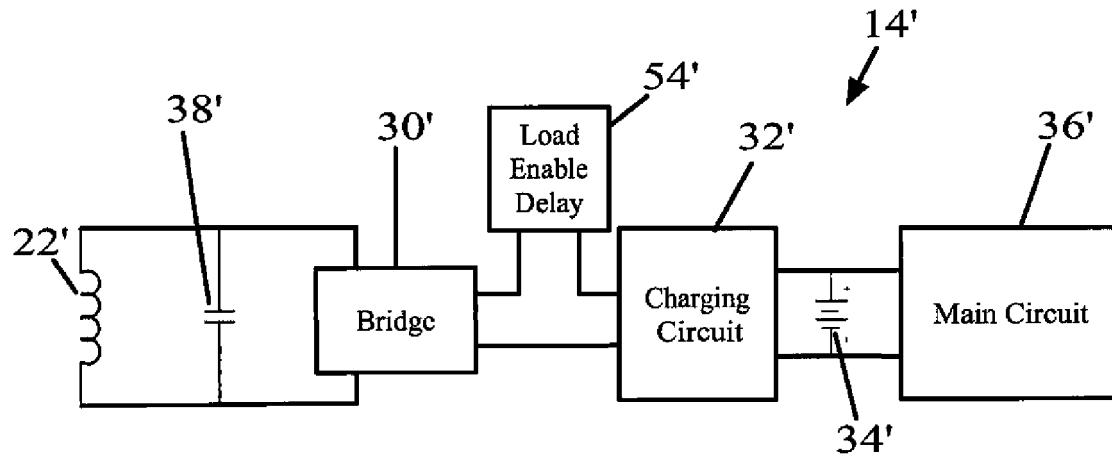 14'
54'
38'
30'
32'
36'
Load
Enable
Delay
22'
Bridge
Charging
Circuit
Main Circuit
34'